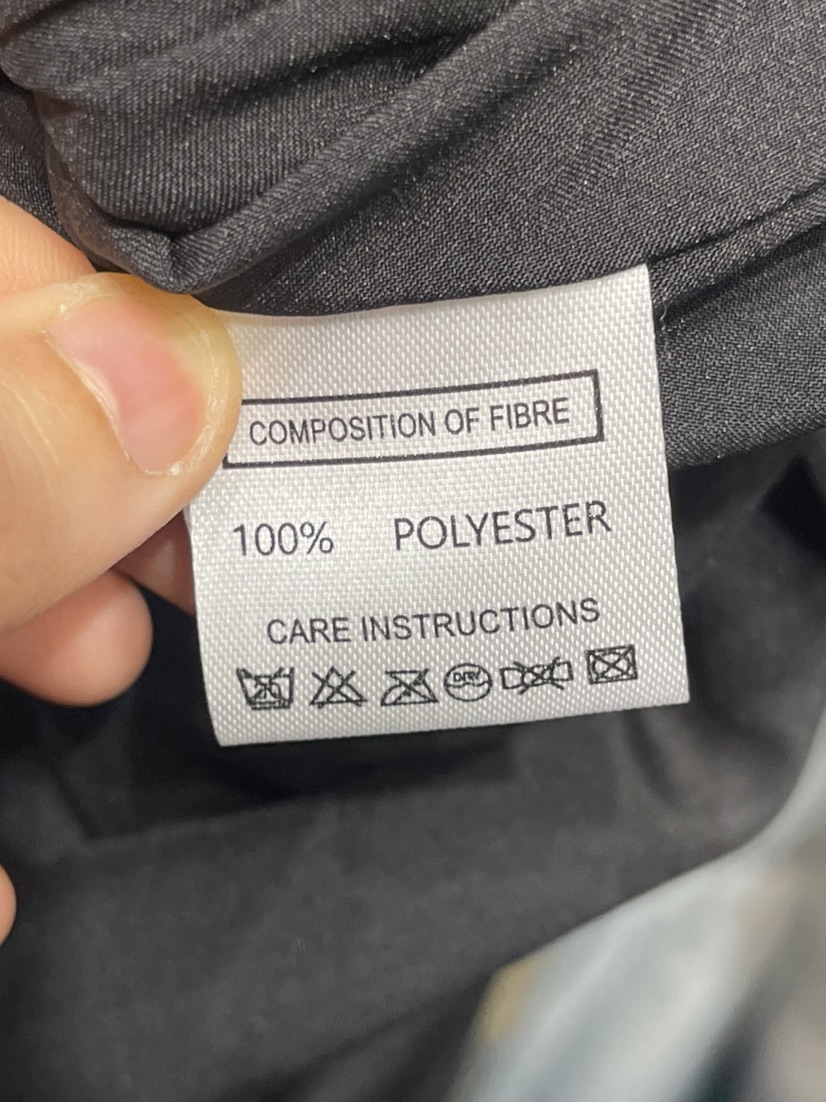 COMPOSITION OF FIBRE
100% POLYESTER
CARE INSTRUCTIONS
DRY